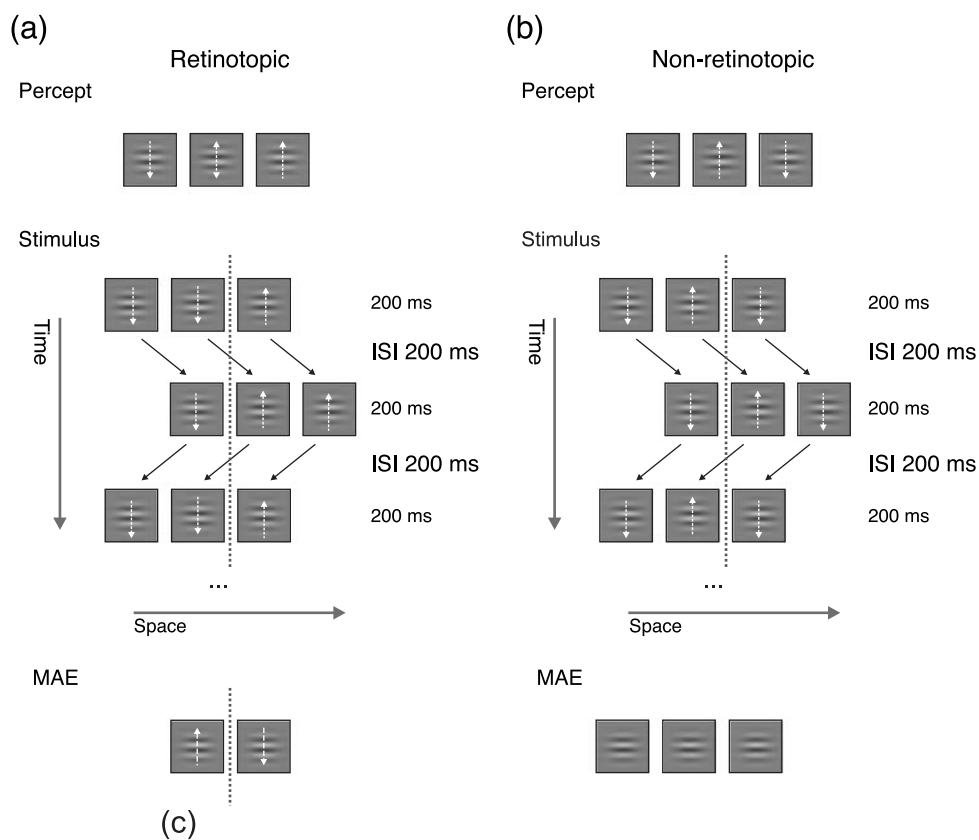 (a)
Retinotopic
Percept
Stimulus
Time
200 ms
ISI 200 ms
200 ms
ISI 200 ms
200 ms
...
Space
MAE
(c)
(b)
Non-retinotopic
Percept
Stimulus
Time
200 ms
ISI 200 ms
200 ms
ISI 200 ms
200 ms
...
Space
MAE